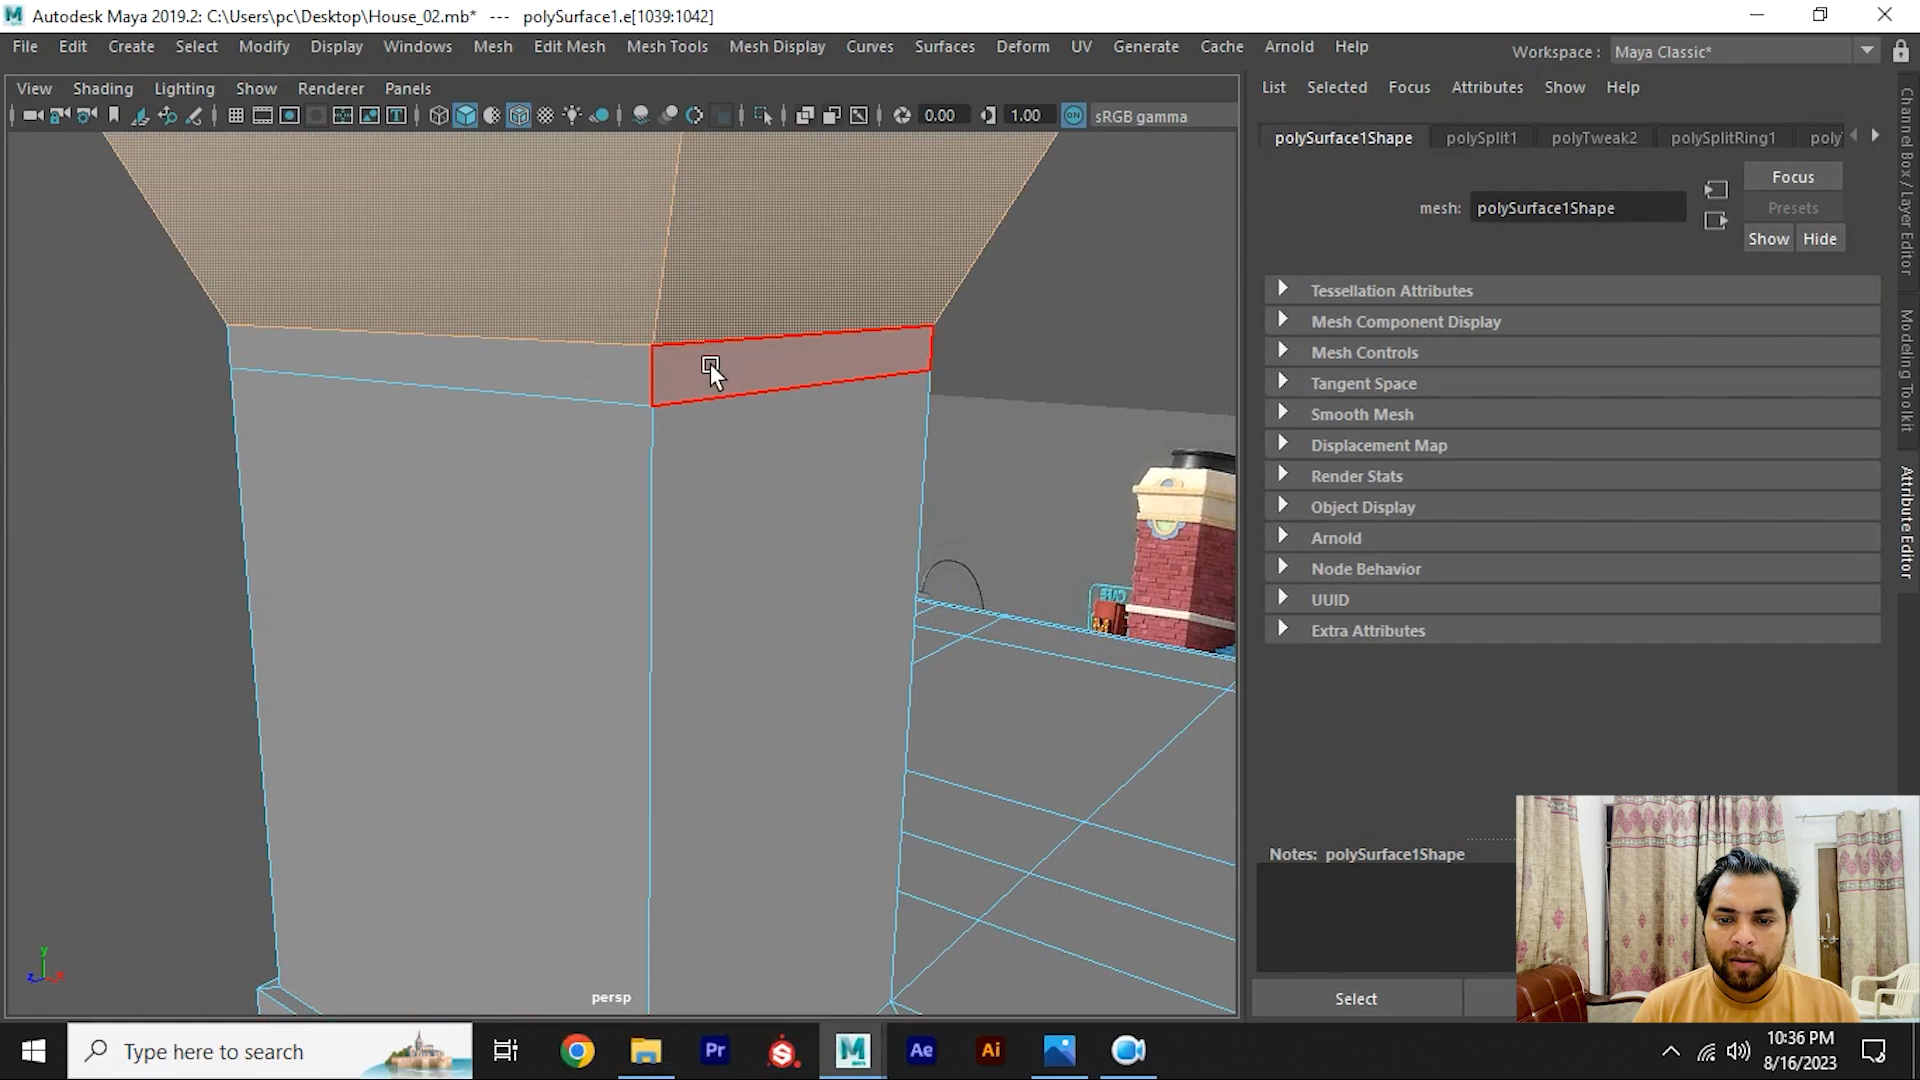 Autodesk Maya 2019.2: C:\Users\pc\Desktop\House_02.mb* --- polySurface1.e[1039:1042]
File Edit Create Select Modify Display Windows Mesh Edit Mesh Mesh Tools Mesh Display Curves Surfaces Deform UV Generate Cache Arnold Help
Workspace : Maya Classic*
View Shading Lighting Show Renderer Panels
0.00 1.00 ON sRGB gamma
List Selected Focus Attributes Show Help
polySurface1Shape polySplit1 polyTweak2 polySplitRing1 poly
Focus
mesh: polySurface1Shape
Presets
Show Hide
Tessellation Attributes
Mesh Component Display
Mesh Controls
Tangent Space
Smooth Mesh
Displacement Map
Render Stats
Object Display
Arnold
Node Behavior
UUID
Extra Attributes
Notes: polySurface1Shape
Select
Channel Box / Layer Editor
Modeling Toolkit
Attribute Editor
y
z
persp
Type here to search
Pr
M
Ae
Ai
10:36 PM
8/16/2023